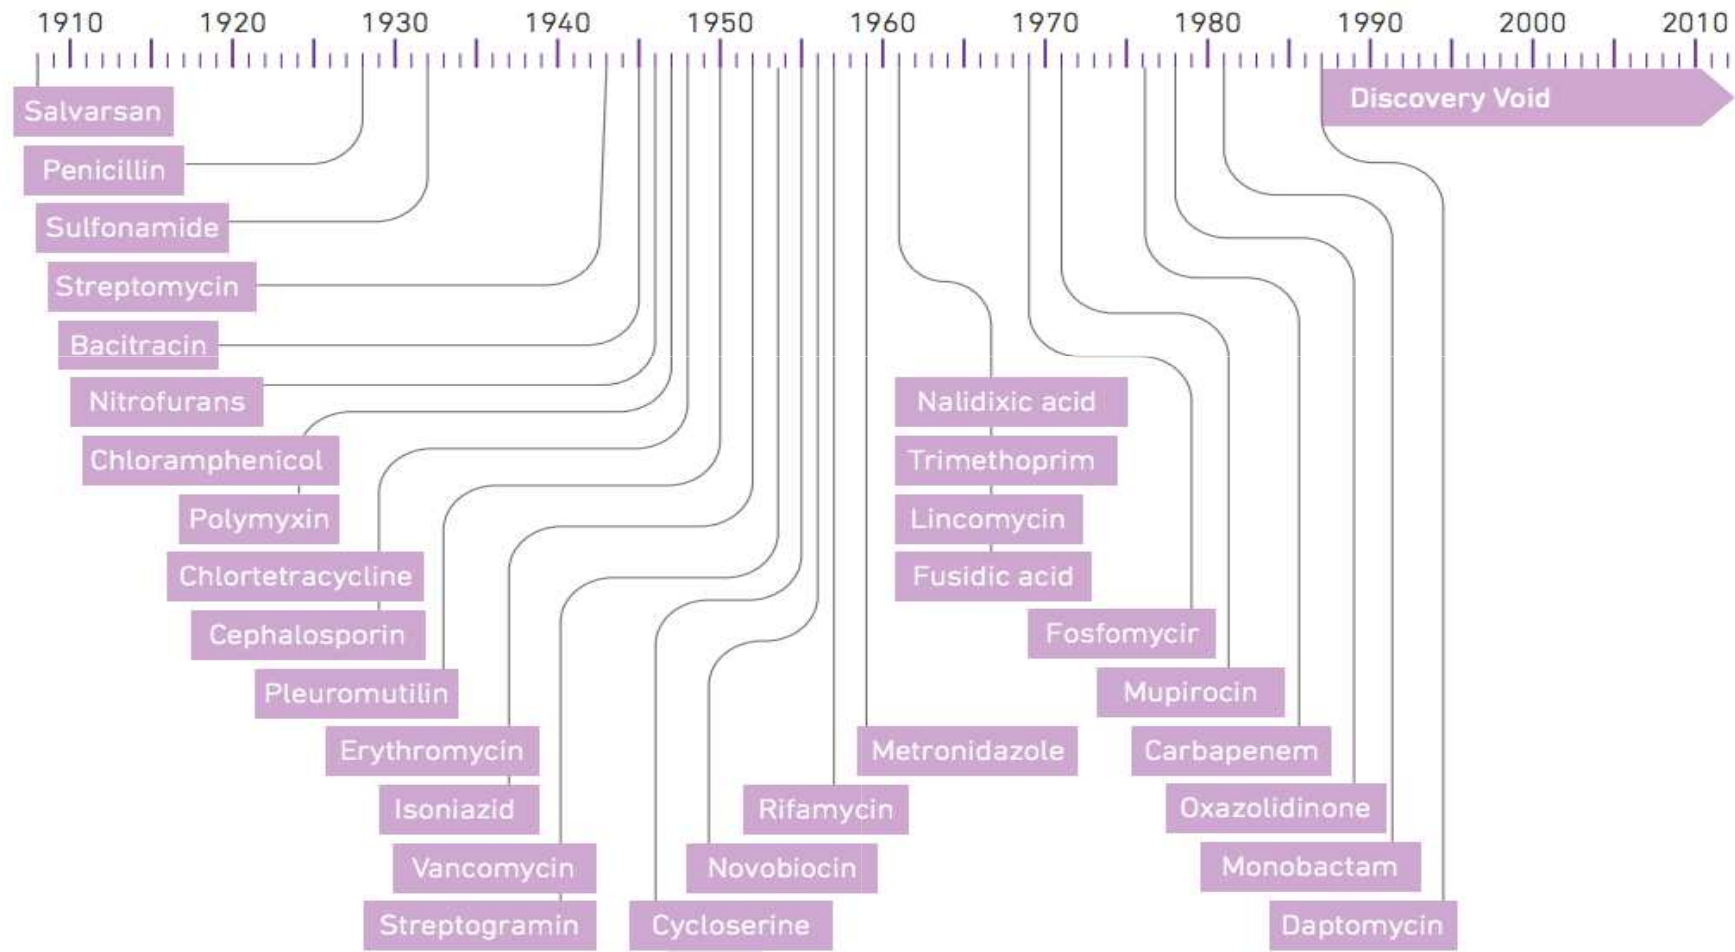 1910 1920 1930 1940 1950 1960 1970 1980 1990 2000 2010
Discovery Void
Salvarsan
Penicillin
Sulfonamide
Streptomycin
Bacitracin
Nitrofurans
Chloramphenicol
Polymyxin
Chlortetracycline
Cephalosporin
Pleuromutilin
Erythromycin
Isoniazid
Vancomycin
Streptogramin
Cycloserine
Novobiocin
Rifamycin
Metronidazole
Nalidixic acid
Trimethoprim
Lincomycin
Fusidic acid
Fosfomycir
Mupirocin
Carbapenem
Oxazolidinone
Monobactam
Daptomycin